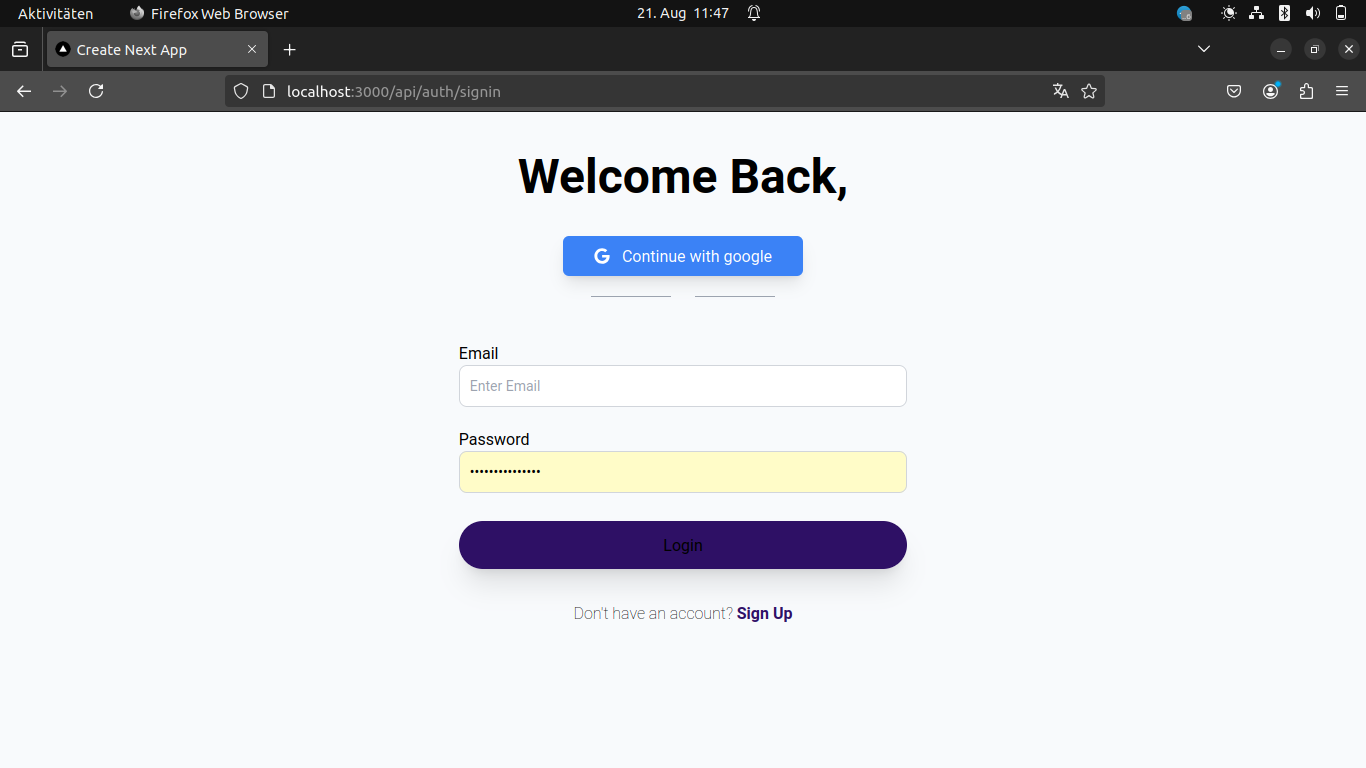 Aktivitäten Firefox Web Browser 21. Aug 11:47
Create Next App
localhost:3000/api/auth/signin
Welcome Back,
G Continue with google
Email
Enter Email
Password
•••••••••••••••
Login
Don't have an account? Sign Up